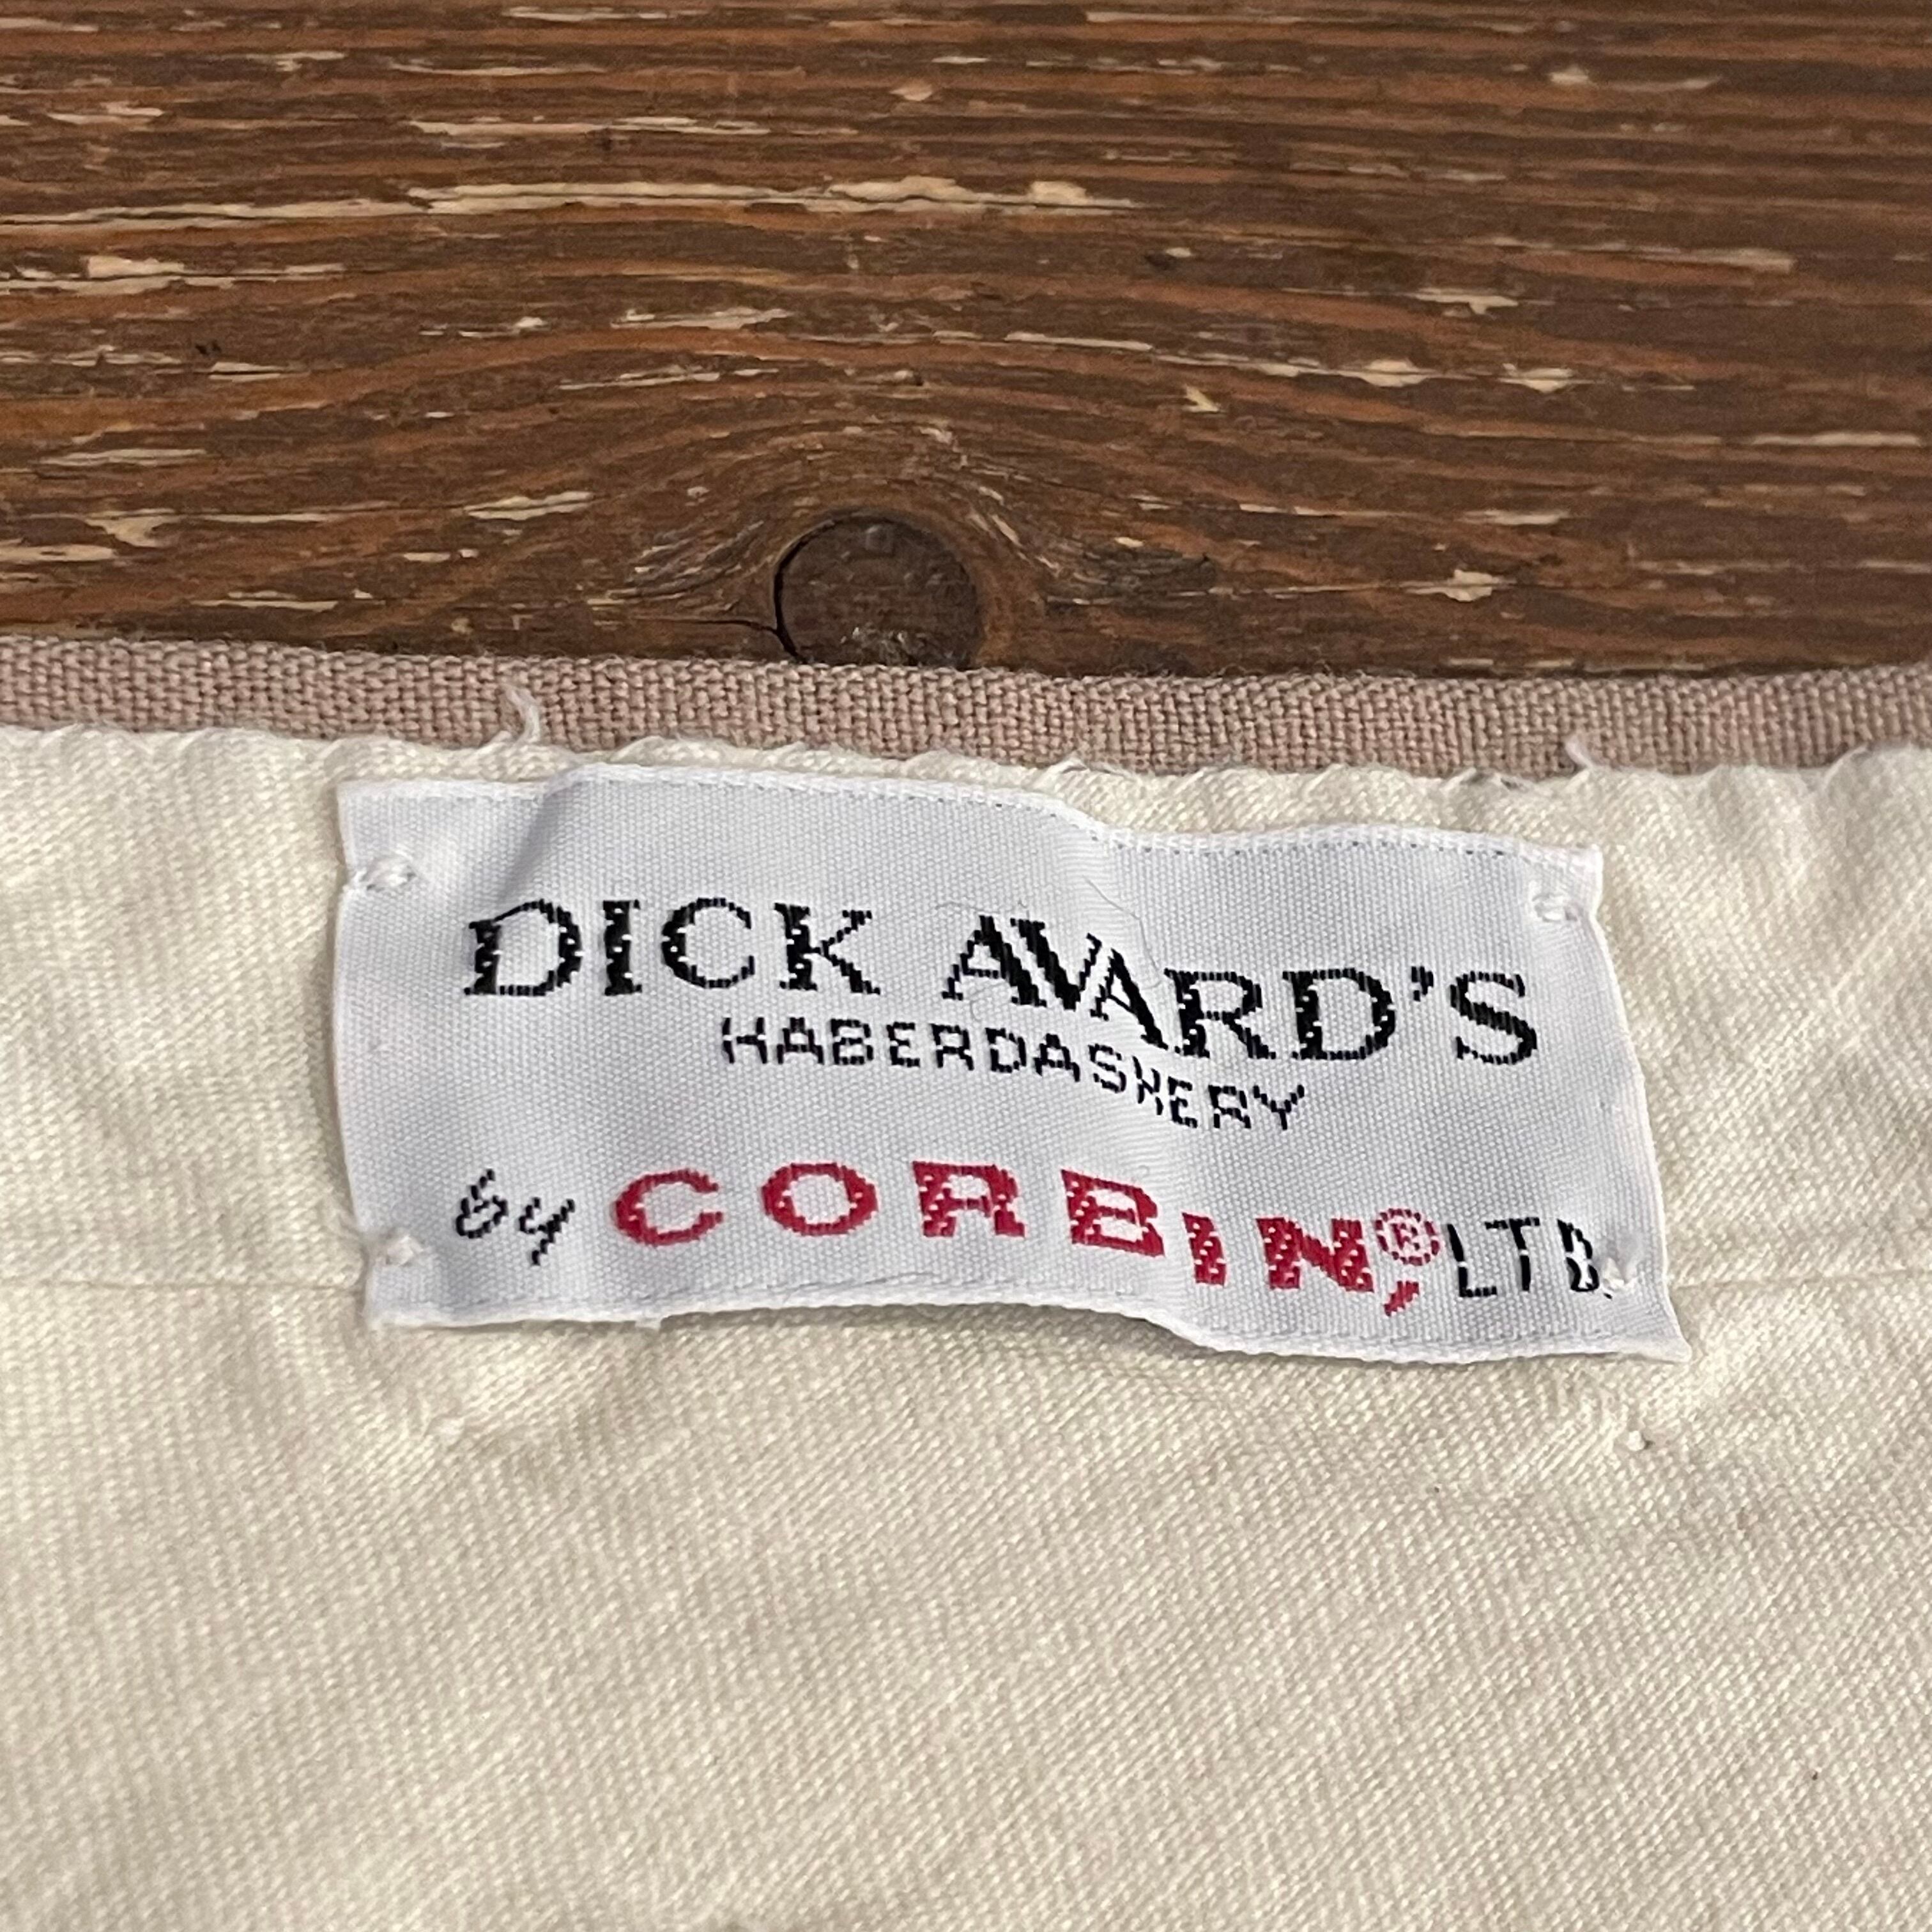 DICK AVARD'S
HABERDASHERY
by CORBIN,® LTD.